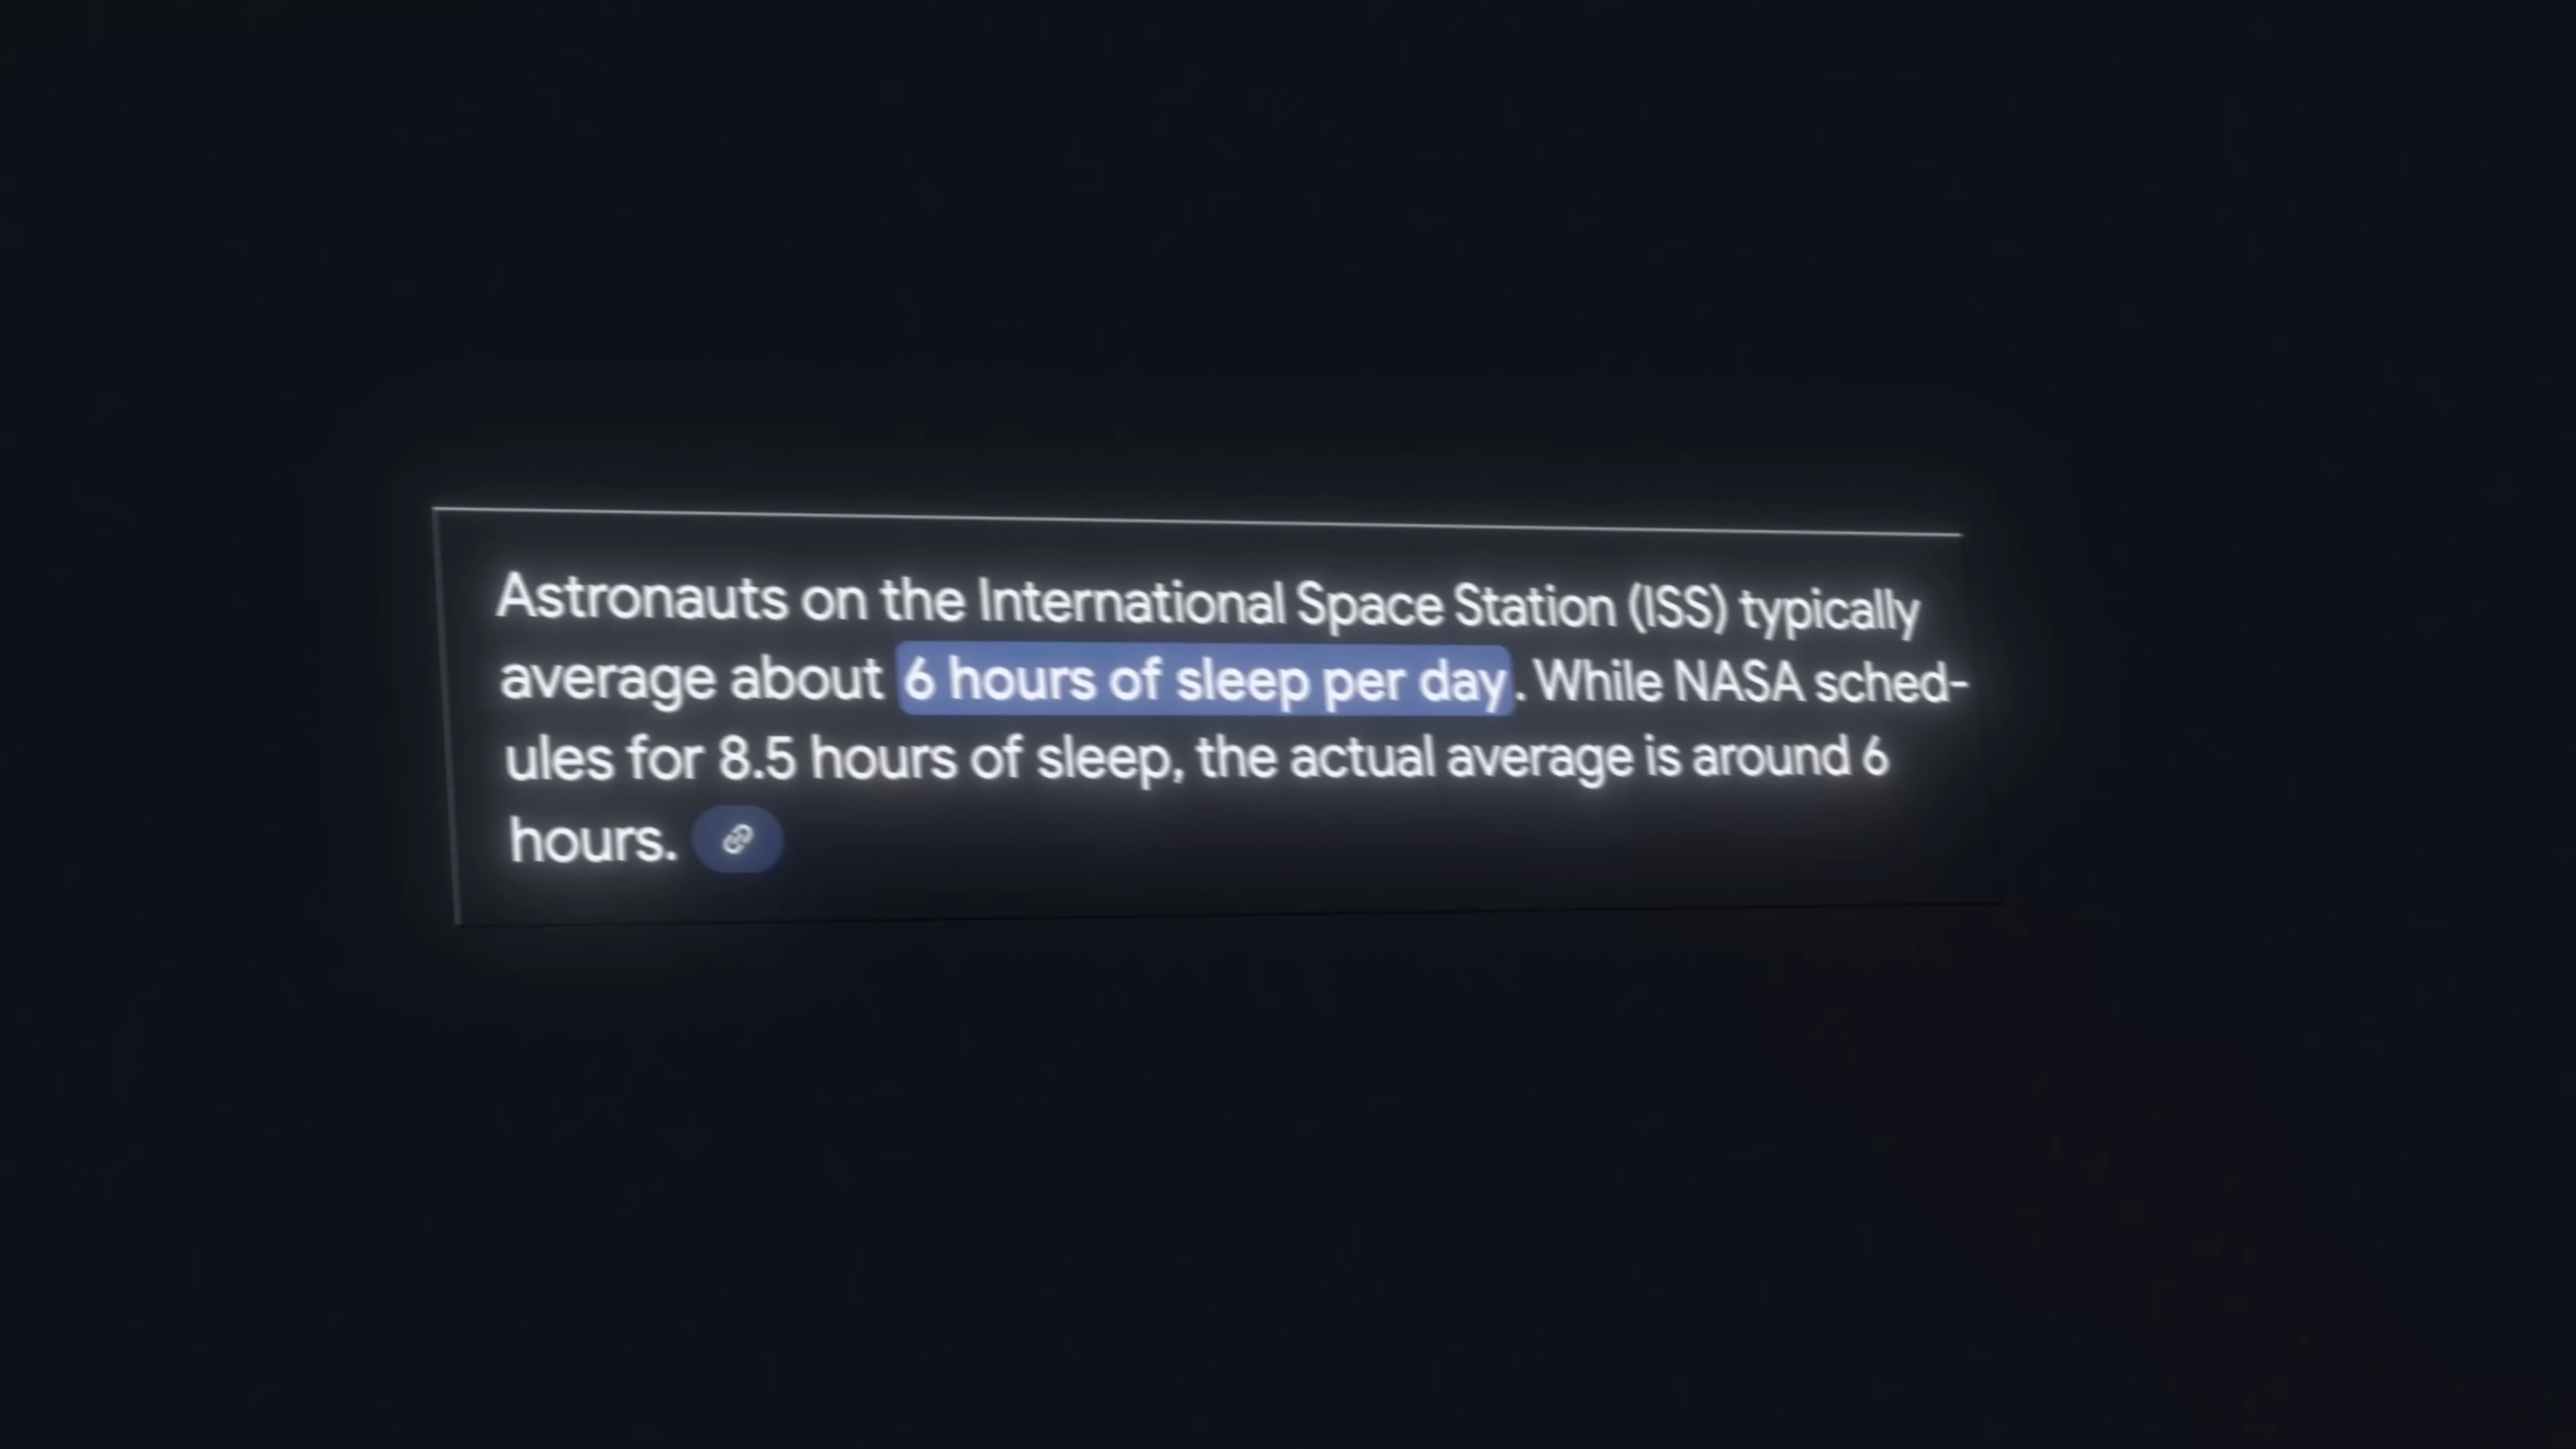 Astronauts on the International Space Station (ISS) typically
average about 6 hours of sleep per day. While NASA sched-
ules for 8.5 hours of sleep, the actual average is around 6
hours.